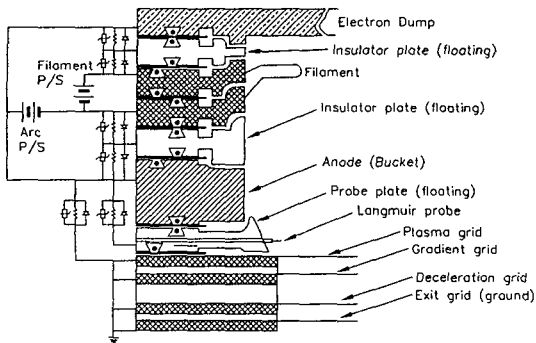 Electron Dump
Insulator plate (floating)
Filament
P/S
Filament
Insulator plate (floating)
Arc
P/S
Anode (Bucket)
Probe plate (floating)
Langmuir probe
Plasma grid
Gradient grid
Deceleration grid
Exit grid (ground)